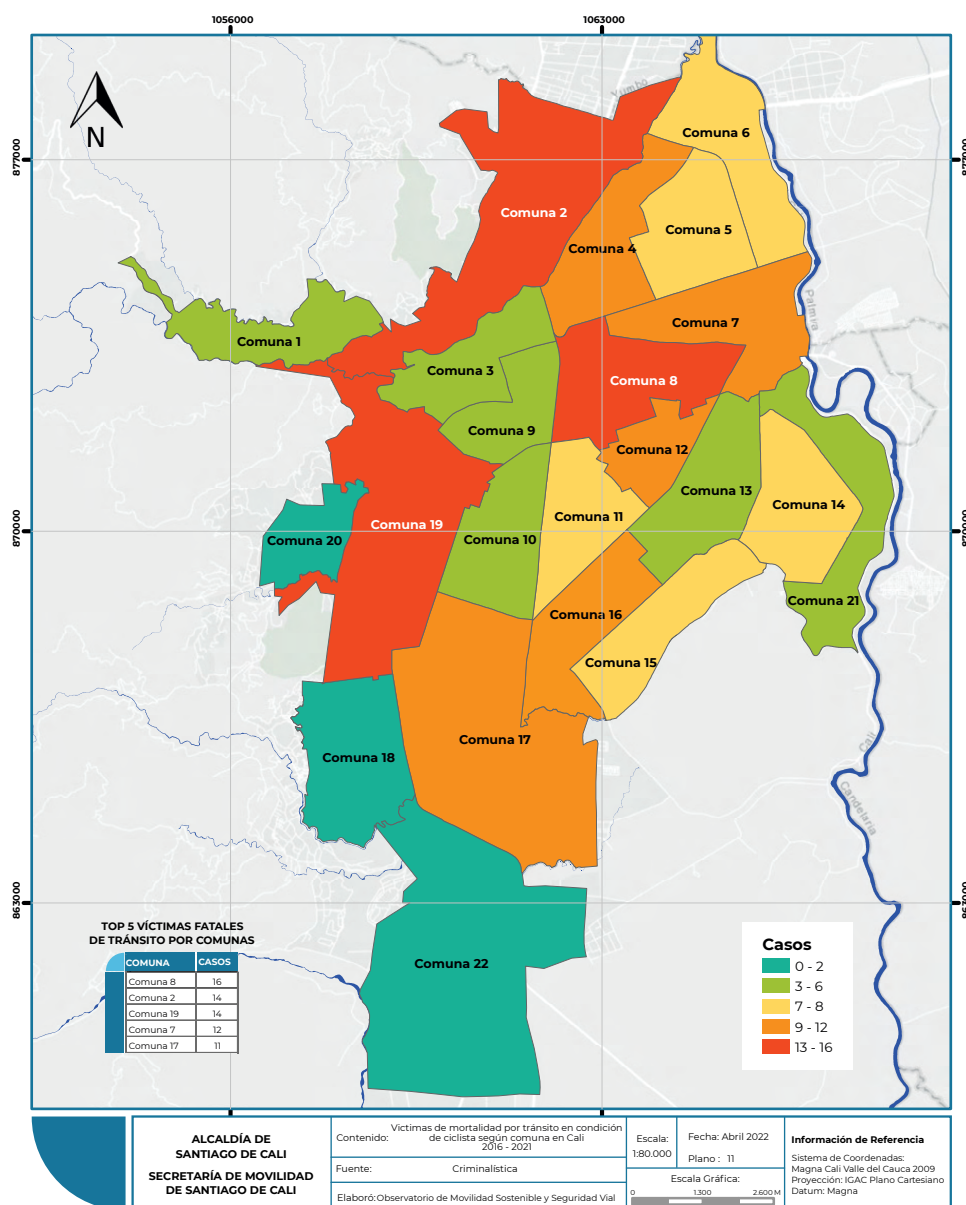 1056000
1063000
877000
877000
N
Yumbo
Comuna 6
Comuna 2
Comuna 5
Comuna 4
Palmira
Comuna 7
Comuna 1
Comuna 3
Comuna 8
Comuna 9
Comuna 12
Comuna 13
Comuna 14
Comuna 11
Comuna 19
870000
870000
Comuna 20
Comuna 10
Comuna 21
Comuna 16
Comuna 15
Comuna 17
Cali
Comuna 18
Candelaria
863000
863000
TOP 5 VÍCTIMAS FATALES
DE TRÁNSITO POR COMUNAS
COMUNA CASOS
Comuna 8 16
Comuna 2 14
Comuna 19 14
Comuna 7 12
Comuna 17 11
Comuna 22
Casos
0 - 2
3 - 6
7 - 8
9 - 12
13 - 16
ALCALDÍA DE
SANTIAGO DE CALI
SECRETARÍA DE MOVILIDAD
DE SANTIAGO DE CALI
Contenido: Víctimas de mortalidad por tránsito en condición
de ciclista según comuna en Cali
2016 - 2021
Fuente: Criminalística
Elaboró: Observatorio de Movilidad Sostenible y Seguridad Vial
Escala:
1:80.000
Fecha: Abril 2022
Plano : 11
Escala Gráfica:
0 1.300 2.600 M
Información de Referencia
Sistema de Coordenadas:
Magna Cali Valle del Cauca 2009
Proyección: IGAC Plano Cartesiano
Datum: Magna